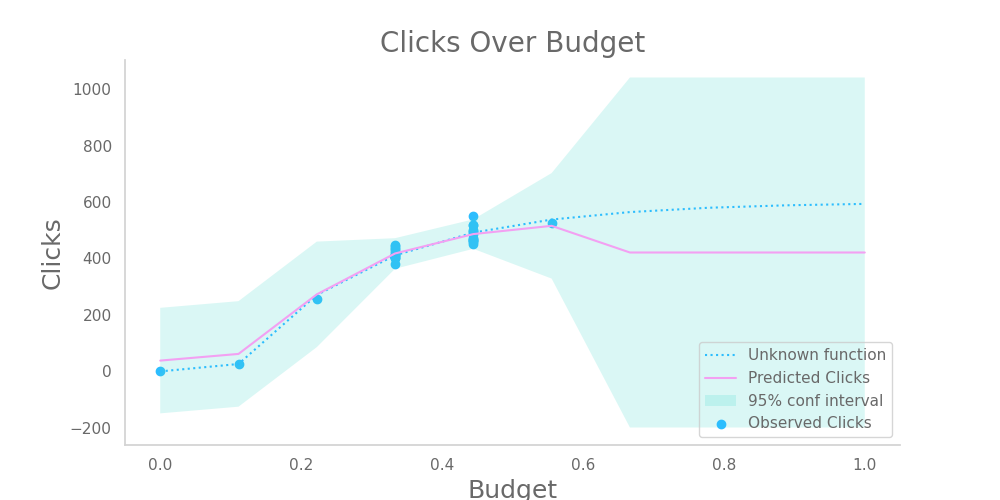 Clicks Over Budget
Clicks
1000
800
600
400
200
0
−200
0.0 0.2 0.4 0.6 0.8 1.0
Budget
Unknown function
Predicted Clicks
95% conf interval
Observed Clicks